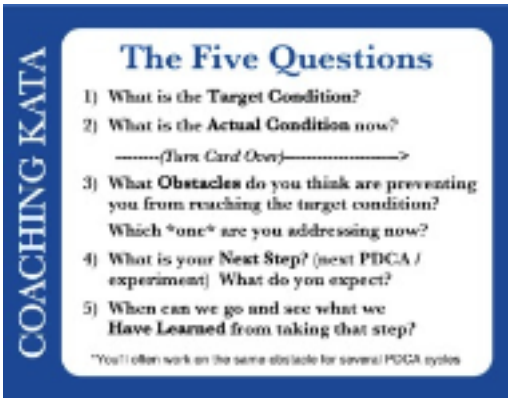 COACHING KATA
The Five Questions
1) What is the Target Condition?
2) What is the Actual Condition now?
--------(Turn Card Over)--------------------->
3) What Obstacles do you think are preventing
you from reaching the target condition?
Which *one* are you addressing now?
4) What is your Next Step? (next PDCA /
experiment) What do you expect?
5) When can we go and see what we
Have Learned from taking that step?
*You'll often work on the same obstacle for several PDCA cycles